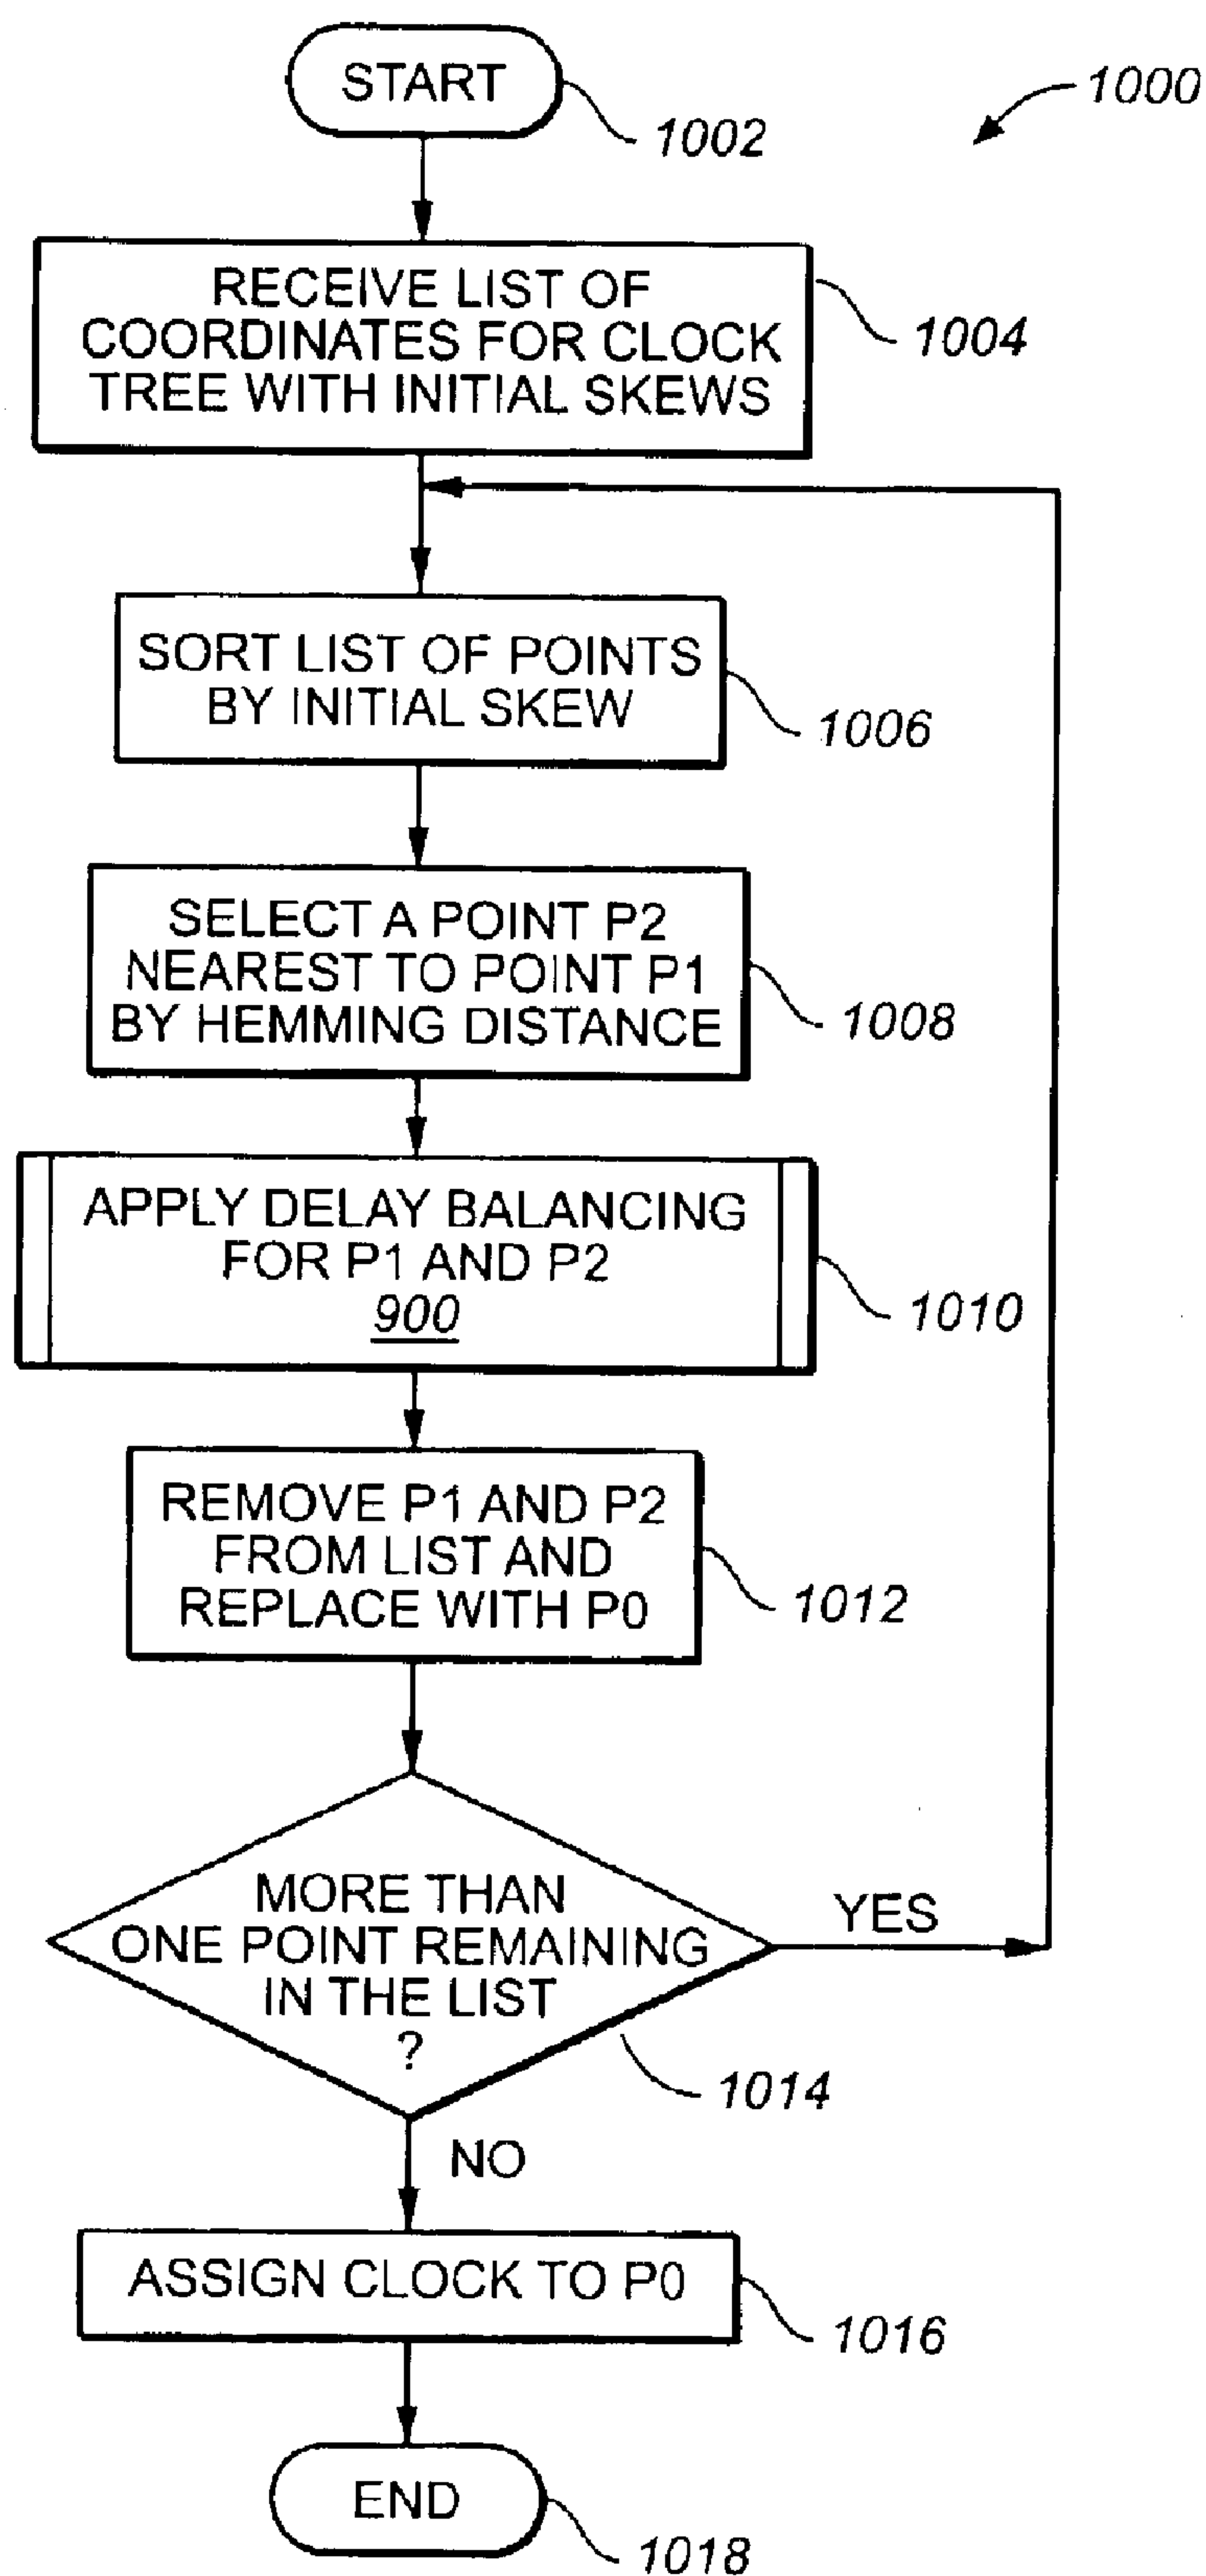 START
1002
1000
RECEIVE LIST OF
COORDINATES FOR CLOCK
TREE WITH INITIAL SKEWS
1004
SORT LIST OF POINTS
BY INITIAL SKEW
1006
SELECT A POINT P2
NEAREST TO POINT P1
BY HEMMING DISTANCE
1008
APPLY DELAY BALANCING
FOR P1 AND P2
900
1010
REMOVE P1 AND P2
FROM LIST AND
REPLACE WITH P0
1012
MORE THAN
ONE POINT REMAINING
IN THE LIST
?
YES
1014
NO
ASSIGN CLOCK TO P0
1016
END
1018